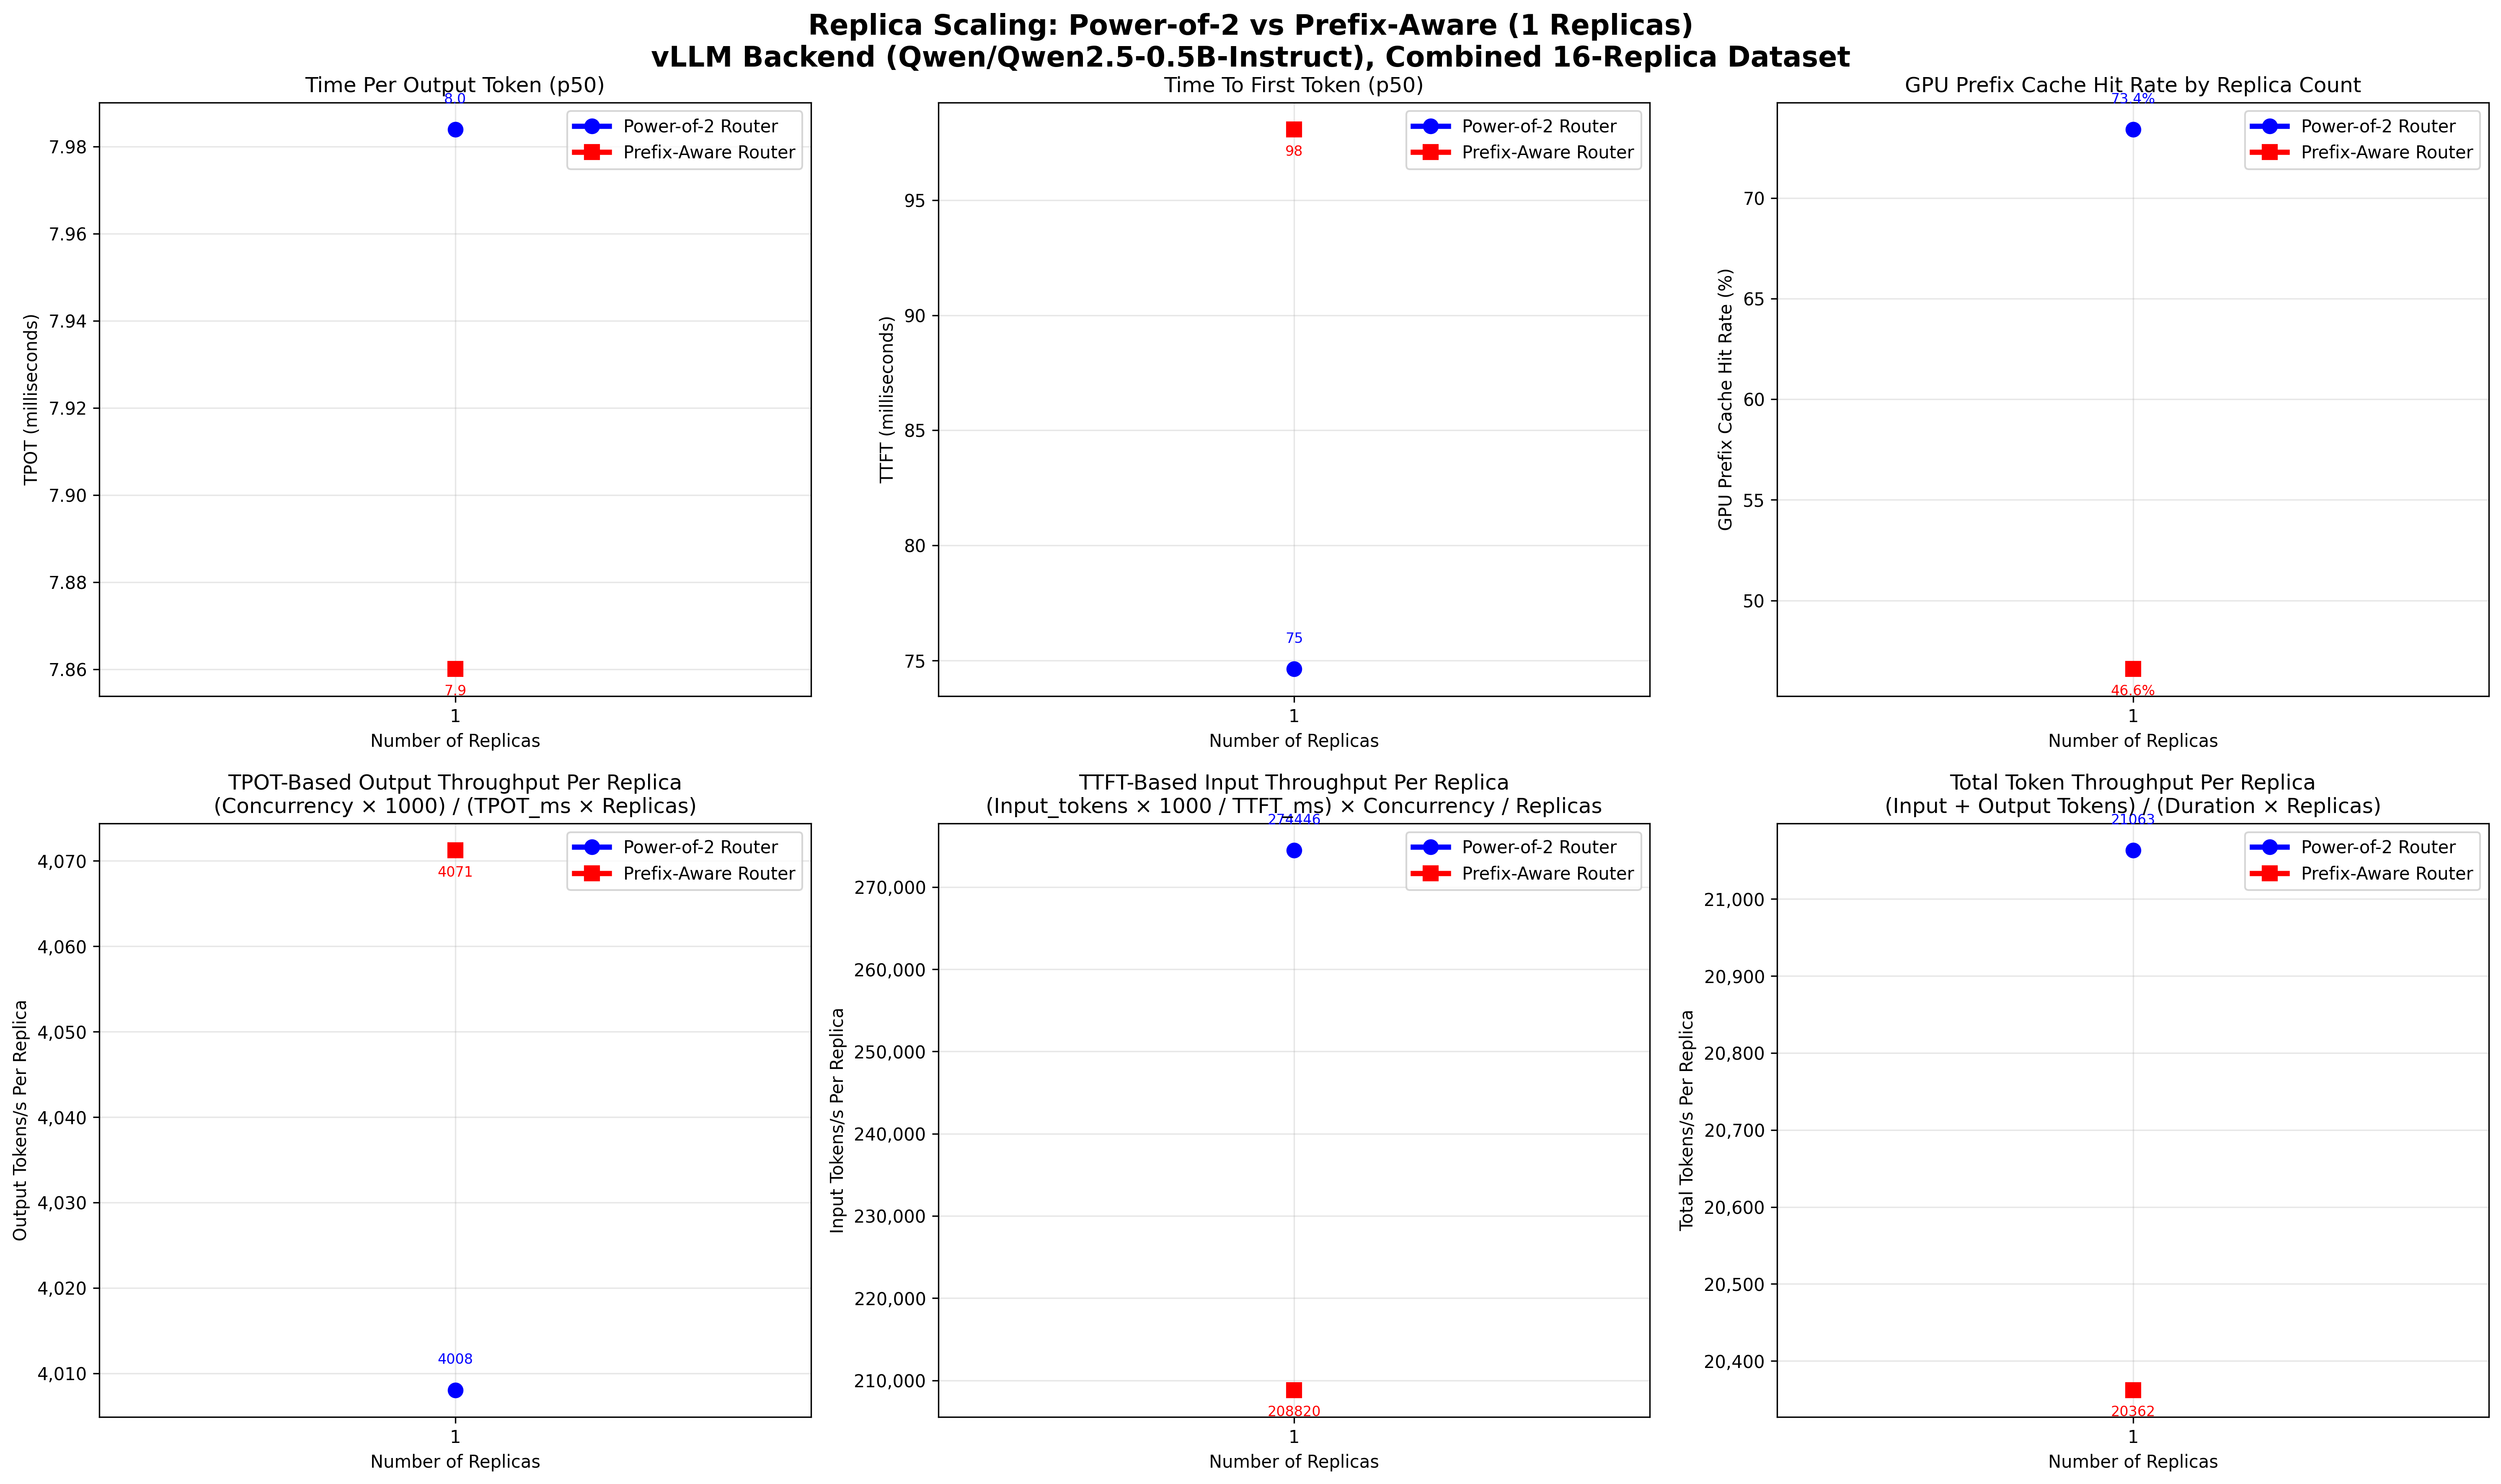 Replica Scaling: Power-of-2 vs Prefix-Aware (1 Replicas)
vLLM Backend (Qwen/Qwen2.5-0.5B-Instruct), Combined 16-Replica Dataset
Time Per Output Token (p50)
8.0
Power-of-2 Router
Prefix-Aware Router
7.98
7.96
7.94
7.92
7.90
7.88
7.86
TPOT (milliseconds)
7.9
1
Number of Replicas
Time To First Token (p50)
Power-of-2 Router
Prefix-Aware Router
98
95
90
85
80
75
TTFT (milliseconds)
75
1
Number of Replicas
GPU Prefix Cache Hit Rate by Replica Count
73.4%
Power-of-2 Router
Prefix-Aware Router
70
65
60
55
50
GPU Prefix Cache Hit Rate (%)
46.6%
1
Number of Replicas
TPOT-Based Output Throughput Per Replica
(Concurrency × 1000) / (TPOT_ms × Replicas)
Power-of-2 Router
Prefix-Aware Router
4071
4,070
4,060
4,050
4,040
4,030
4,020
4,010
Output Tokens/s Per Replica
4008
1
Number of Replicas
TTFT-Based Input Throughput Per Replica
(Input_tokens × 1000 / TTFT_ms) × Concurrency / Replicas
274446
Power-of-2 Router
Prefix-Aware Router
270,000
260,000
250,000
240,000
230,000
220,000
210,000
Input Tokens/s Per Replica
208820
1
Number of Replicas
Total Token Throughput Per Replica
(Input + Output Tokens) / (Duration × Replicas)
21063
Power-of-2 Router
Prefix-Aware Router
21,000
20,900
20,800
20,700
20,600
20,500
20,400
Total Tokens/s Per Replica
20362
1
Number of Replicas